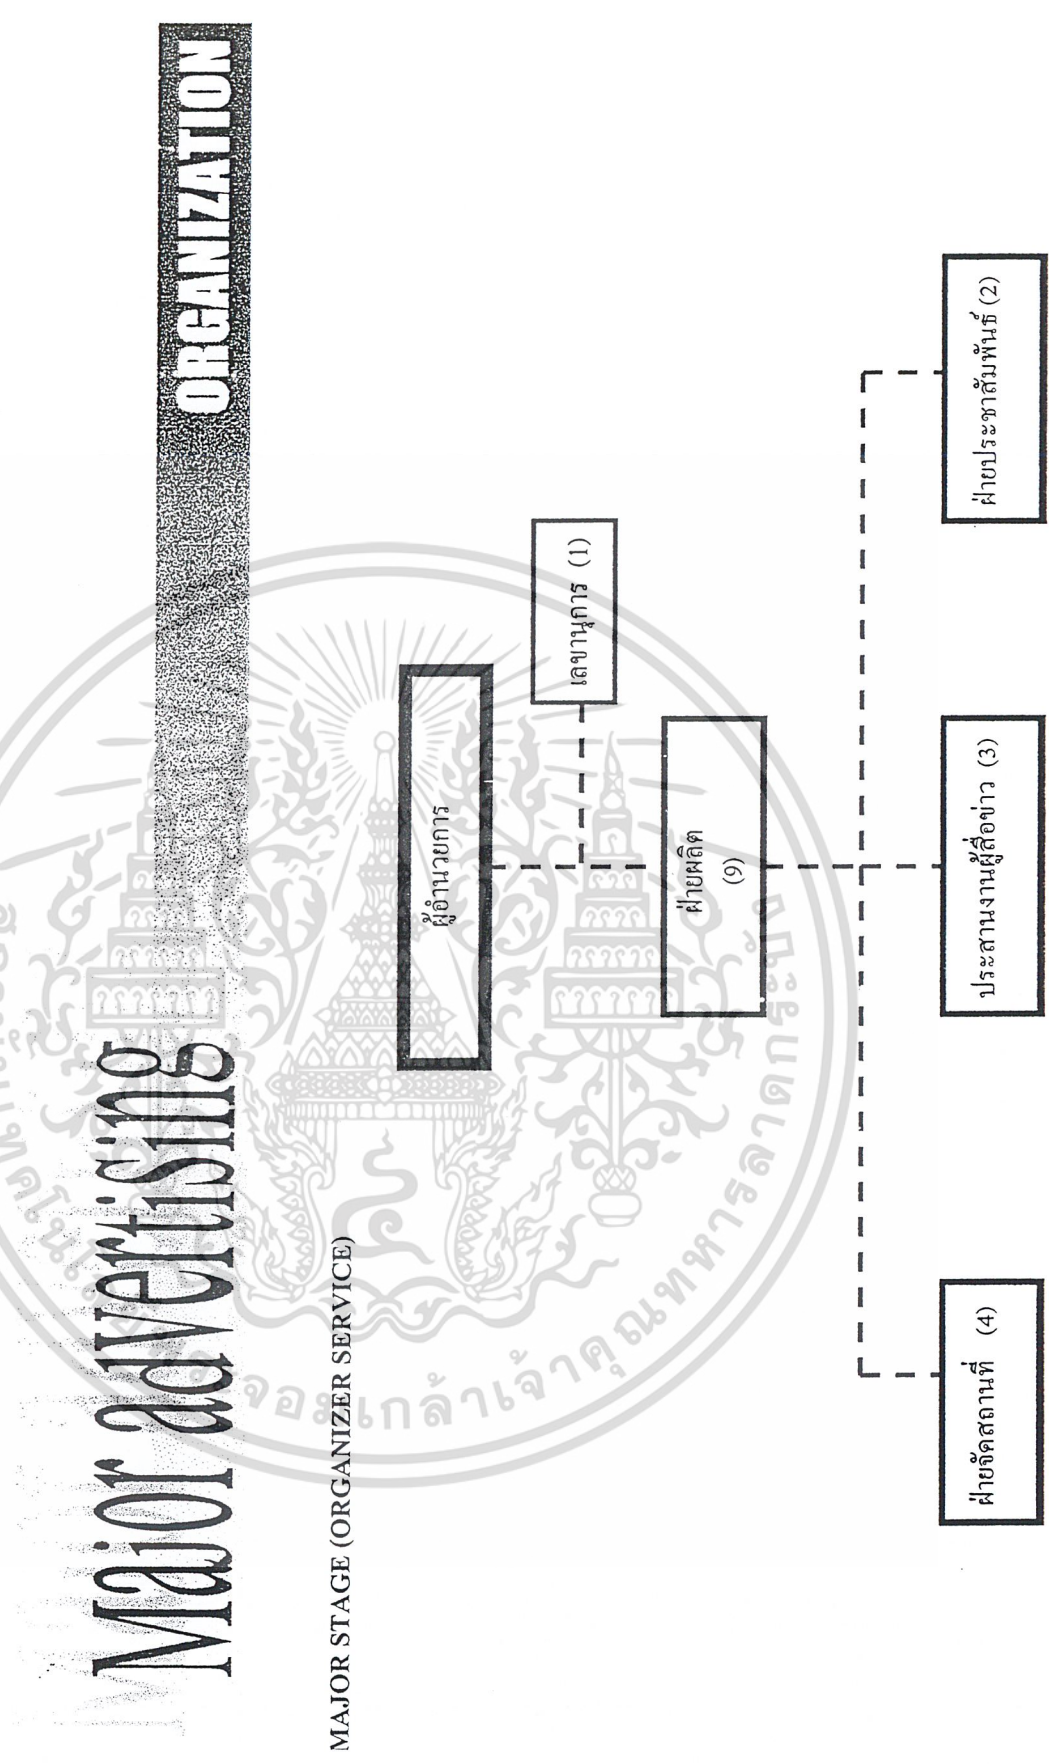 Major advertising ORGANIZATION
MAJOR STAGE (ORGANIZER SERVICE)
ผู้อำนวยการ
เลขานุการ (1)
ฝ่ายผลิต
(9)
ฝ่ายจัดสถานที่ (4)
ประสานงานผู้สื่อข่าว (3)
ฝ่ายประชาสัมพันธ์ (2)